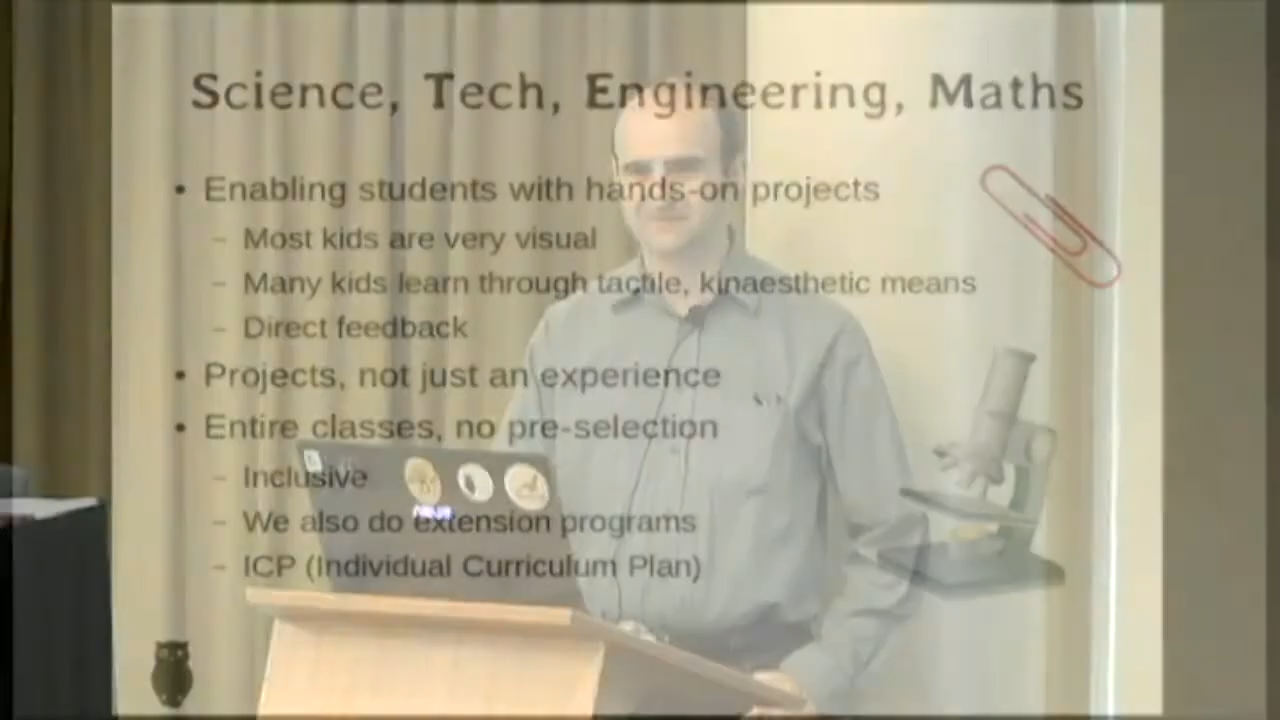 Science, Tech, Engineering, Maths
• Enabling students with hands-on projects
– Most kids are very visual
– Many kids learn through tactile, kinaesthetic means
– Direct feedback
• Projects, not just an experience
• Entire classes, no pre-selection
– Inclusive
– We also do extension programs
– ICP (Individual Curriculum Plan)